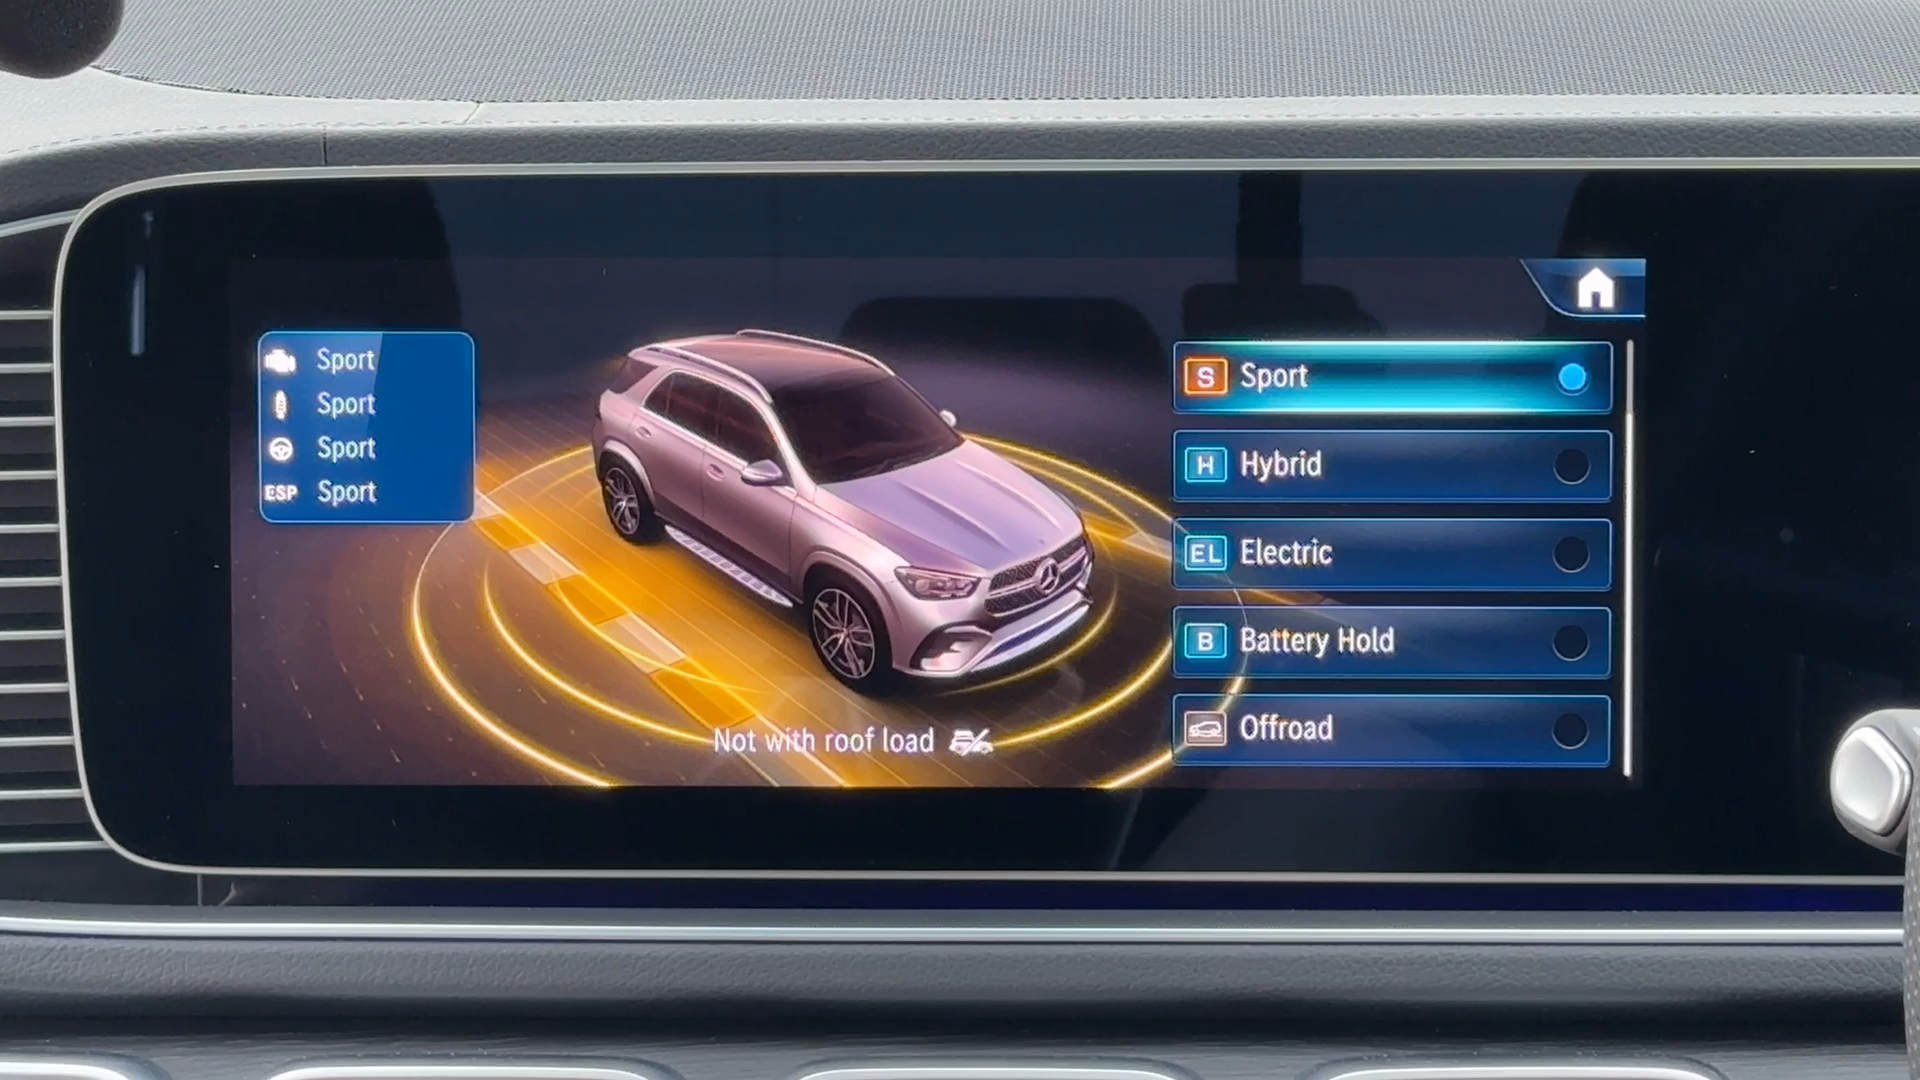 Sport
Sport
Sport
ESP Sport
Not with roof load
S Sport
H Hybrid
EL Electric
B Battery Hold
Offroad